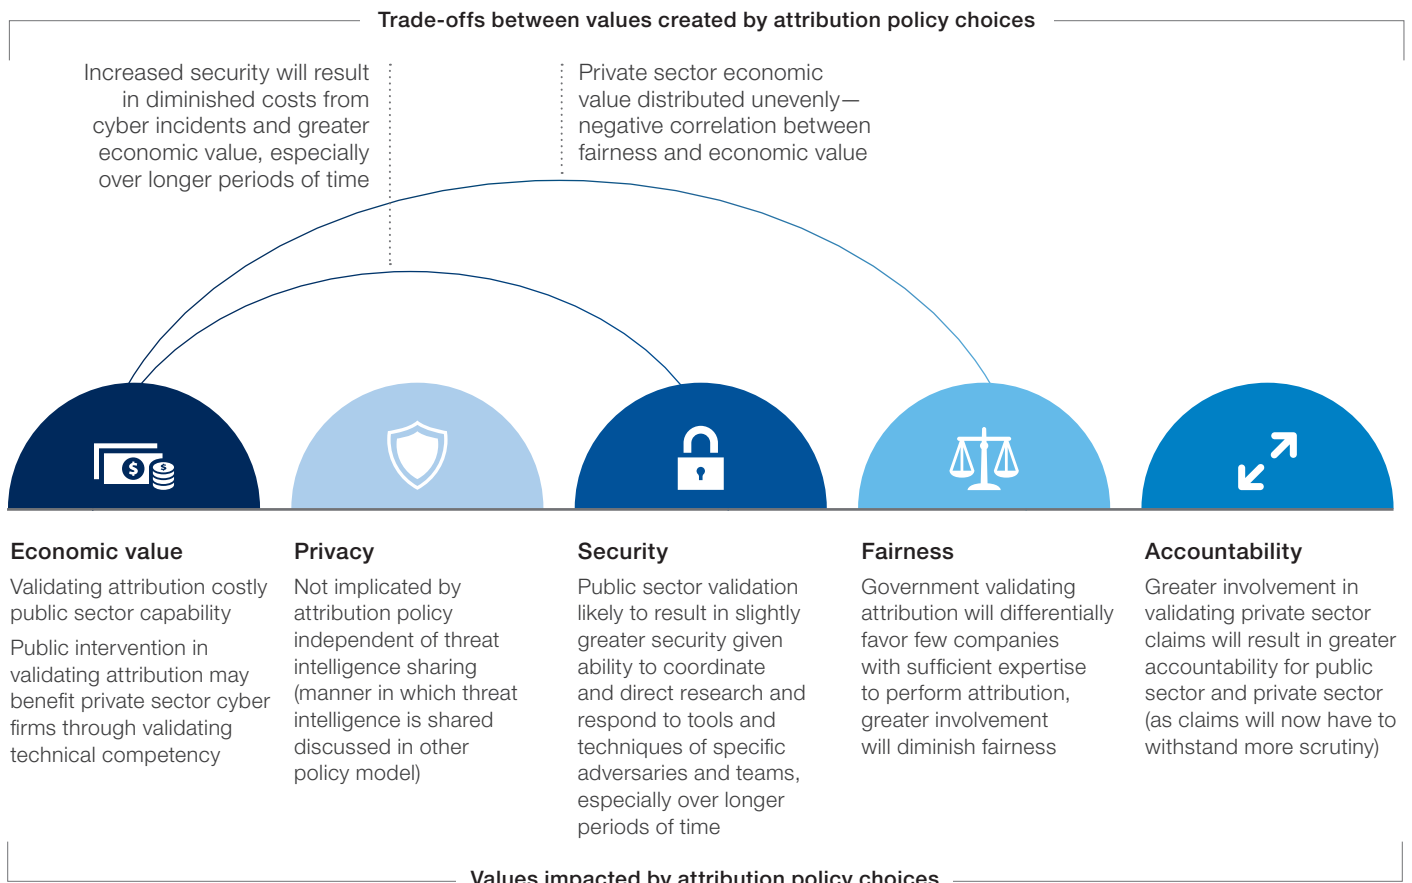 Trade-offs between values created by attribution policy choices
Increased security will result
in diminished costs from
cyber incidents and greater
economic value, especially
over longer periods of time
Private sector economic
value distributed unevenly—
negative correlation between
fairness and economic value
$
$
Economic value
Validating attribution costly
public sector capability
Public intervention in
validating attribution may
benefit private sector cyber
firms through validating
technical competency
Privacy
Not implicated by
attribution policy
independent of threat
intelligence sharing
(manner in which threat
intelligence is shared
discussed in other
policy model)
Security
Public sector validation
likely to result in slightly
greater security given
ability to coordinate
and direct research and
respond to tools and
techniques of specific
adversaries and teams,
especially over longer
periods of time
Fairness
Government validating
attribution will differentially
favor few companies
with sufficient expertise
to perform attribution,
greater involvement
will diminish fairness
Accountability
Greater involvement in
validating private sector
claims will result in greater
accountability for public
sector and private sector
(as claims will now have to
withstand more scrutiny)
Values impacted by attribution policy choices